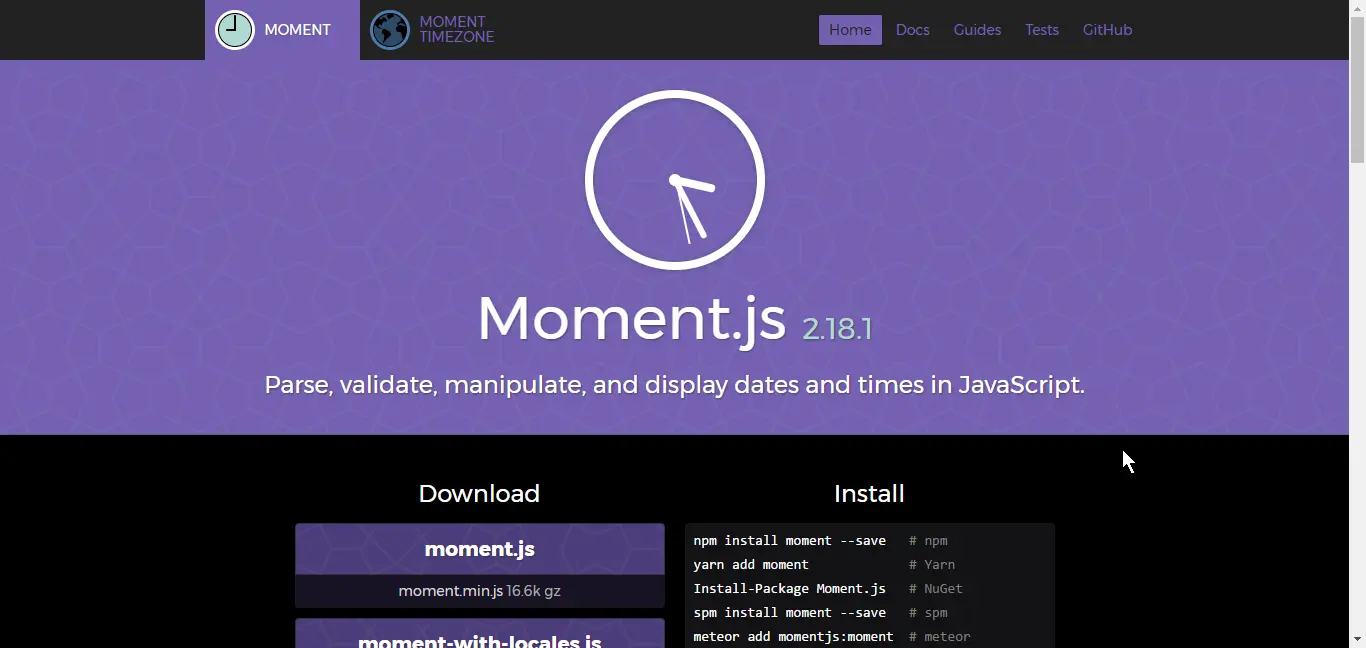 MOMENT
MOMENT
TIMEZONE
Home Docs Guides Tests GitHub
Moment.js 2.18.1
Parse, validate, manipulate, and display dates and times in JavaScript.
Download
moment.js
moment.min.js 16.6k gz
moment-with-locales.js
Install
npm install moment --save # npm
yarn add moment # Yarn
Install-Package Moment.js # NuGet
spm install moment --save # spm
meteor add momentjs:moment # meteor